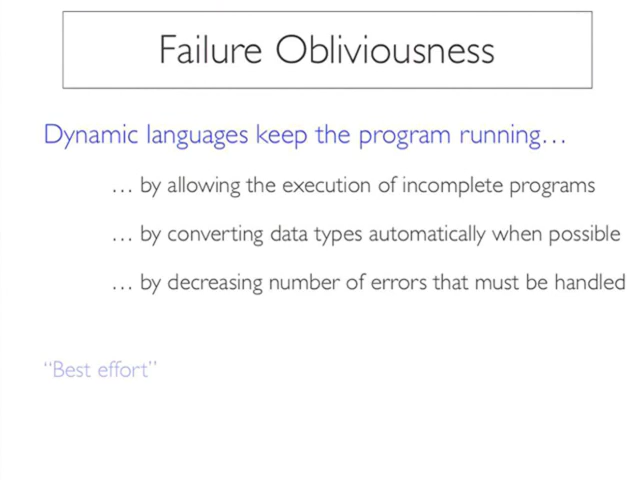 Failure Obliviousness
Dynamic languages keep the program running…
… by allowing the execution of incomplete programs
… by converting data types automatically when possible
… by decreasing number of errors that must be handled
“Best effort”